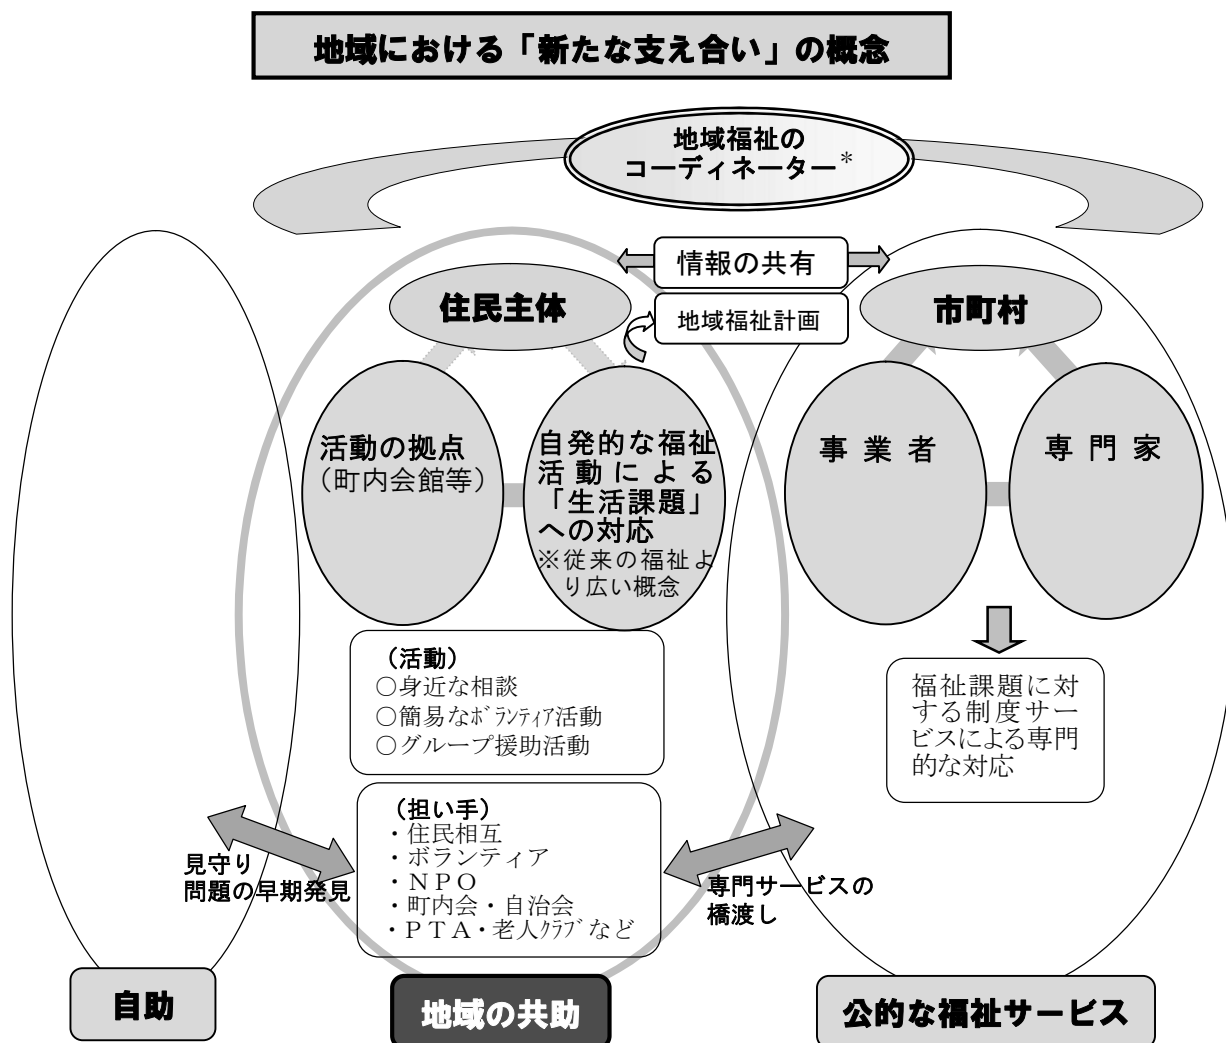 地域における「新たな支え合い」の概念
地域福祉の
コーディネーター*
情報の共有
地域福祉計画
住民主体
市町村
活動の拠点
（町内会館等）
自発的な福祉
活動による
「生活課題」
への対応
※従来の福祉よ
り広い概念
事業者
専門家
（活動）
○身近な相談
○簡易なﾎﾞﾗﾝﾃｨｱ活動
○グループ援助活動
福祉課題に対
する制度サー
ビスによる専門
的な対応
（担い手）
・住民相互
・ボランティア
・ＮＰＯ
・町内会・自治会
・ＰＴＡ・老人ｸﾗﾌﾞなど
見守り
問題の早期発見
専門サービスの
橋渡し
自助
地域の共助
公的な福祉サービス